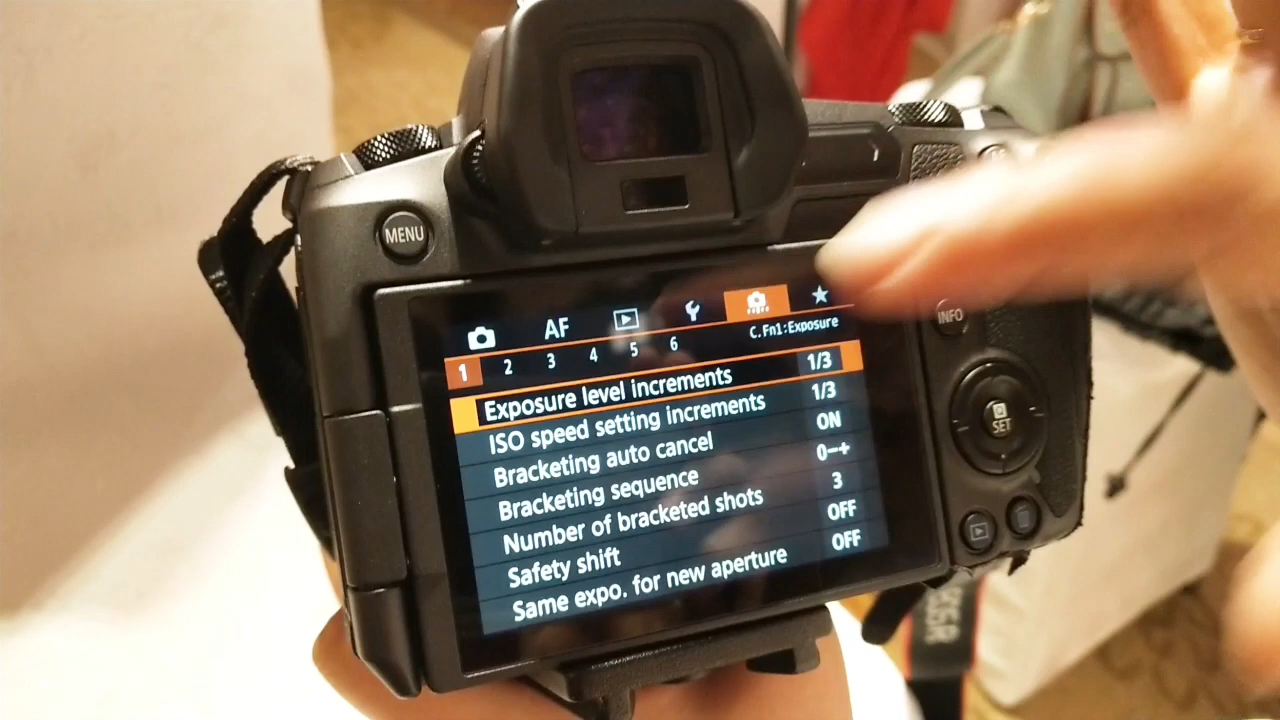 MENU
AF
C.Fn1:Exposure
1 2 3 4 5 6
Exposure level increments 1/3
ISO speed setting increments 1/3
Bracketing auto cancel ON
Bracketing sequence 0−+
Number of bracketed shots 3
Safety shift OFF
Same expo. for new aperture OFF
INFO
SET